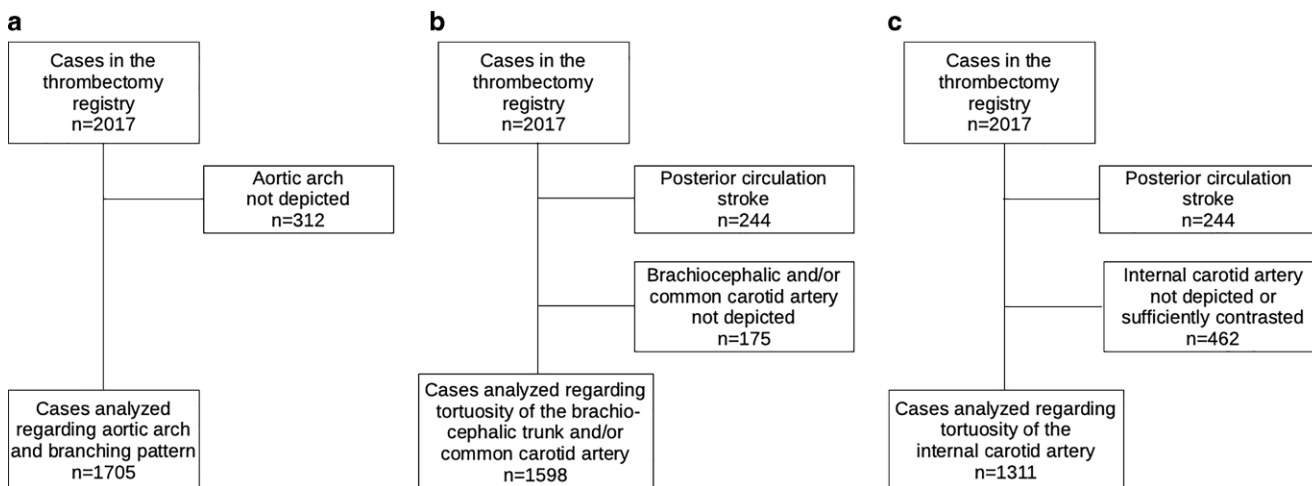 a
Cases in the
thrombectomy
registry
n=2017
Aortic arch
not depicted
n=312
Cases analyzed
regarding aortic arch
and branching pattern
n=1705
b
Cases in the
thrombectomy
registry
n=2017
Posterior circulation
stroke
n=244
Brachiocephalic and/or
common carotid artery
not depicted
n=175
Cases analyzed regarding
tortuosity of the brachio-
cephalic trunk and/or
common carotid artery
n=1598
c
Cases in the
thrombectomy
registry
n=2017
Posterior circulation
stroke
n=244
Internal carotid artery
not depicted or
sufficiently contrasted
n=462
Cases analyzed regarding
tortuosity of the
internal carotid artery
n=1311